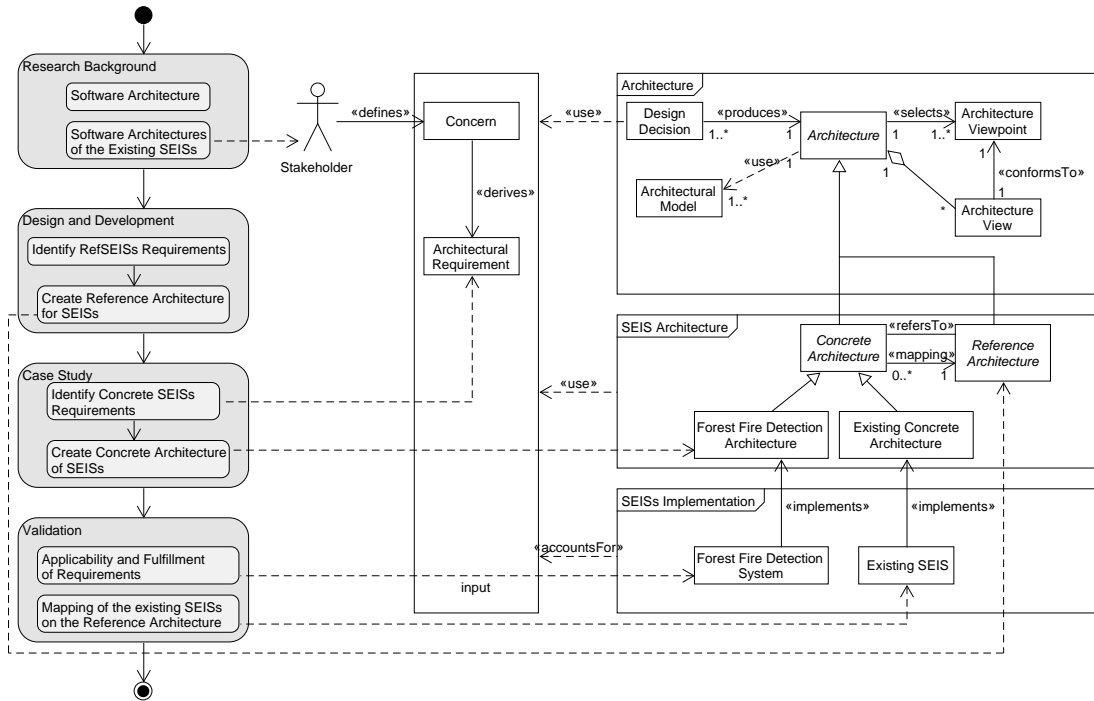 Research Background
Software Architecture
Software Architectures
of the Existing SEISs
Design and Development
Identify RefSEISs Requirements
Create Reference Architecture
for SEISs
Case Study
Identify Concrete SEISs
Requirements
Create Concrete Architecture
of SEISs
Validation
Applicability and Fulfillment
of Requirements
Mapping of the existing SEISs
on the Reference Architecture
Stakeholder
«defines»
Concern
«derives»
Architectural
Requirement
input
«use»
«use»
«accountsFor»
Architecture
Design
Decision
«produces»
1..*
1
Architecture
«selects»
1
1..*
Architecture
Viewpoint
«use»
1
1..*
Architectural
Model
1
*
1
«conformsTo»
1
Architecture
View
SEIS Architecture
Concrete
Architecture
«refersTo»
«mapping»
0..*
1
Reference
Architecture
Forest Fire Detection
Architecture
Existing Concrete
Architecture
SEISs Implementation
«implements»
«implements»
Forest Fire Detection
System
Existing SEIS